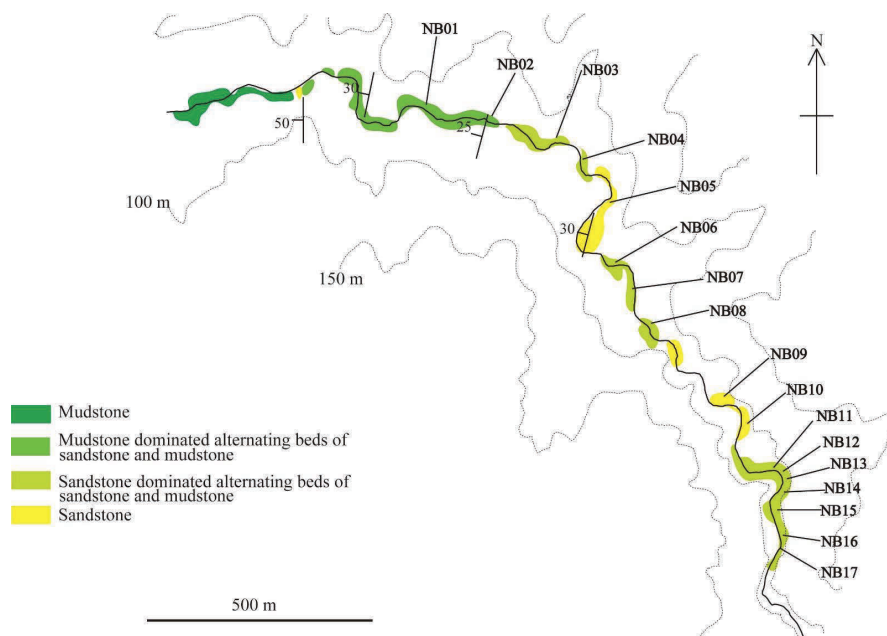 NB01
N
NB02
NB03
30
25
50
NB04
NB05
100 m
30
NB06
150 m
NB07
NB08
NB09
NB10
NB11
NB12
NB13
NB14
NB15
NB16
NB17
Mudstone
Mudstone dominated alternating beds of
sandstone and mudstone
Sandstone dominated alternating beds of
sandstone and mudstone
Sandstone
500 m